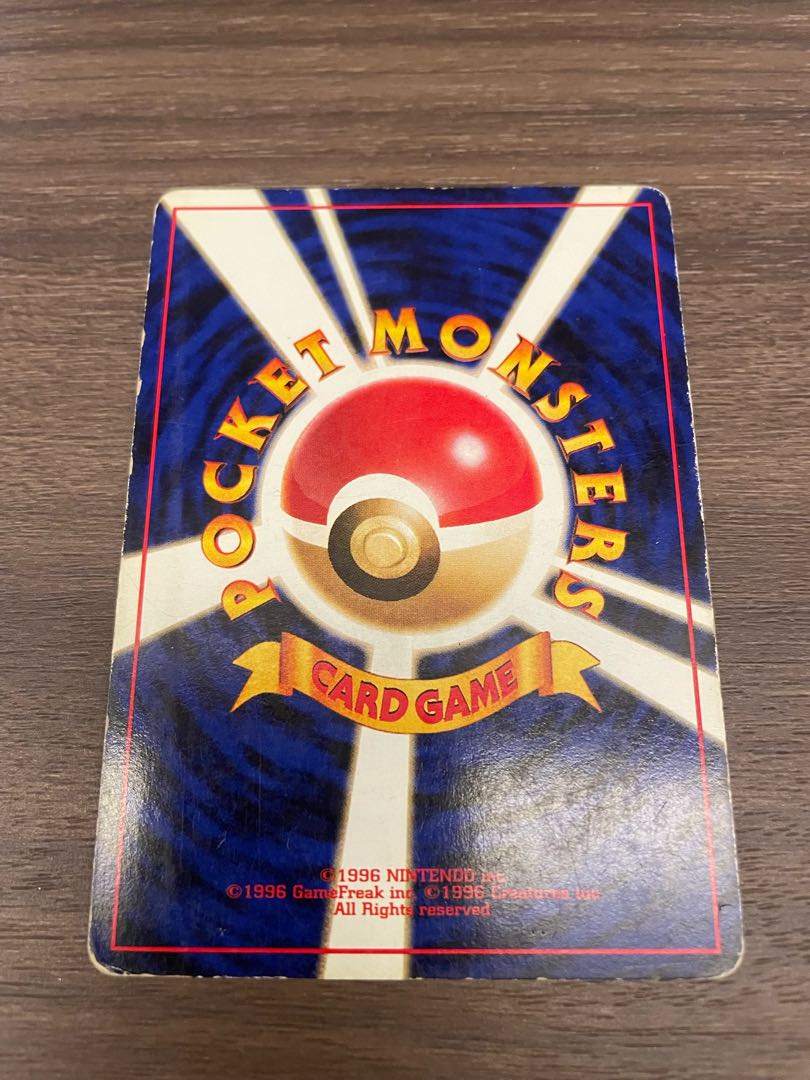 POCKET MONSTERS
CARD GAME
©1996 NINTENDO inc.
©1996 GameFreak inc. ©1996 Creatures inc.
All Rights reserved